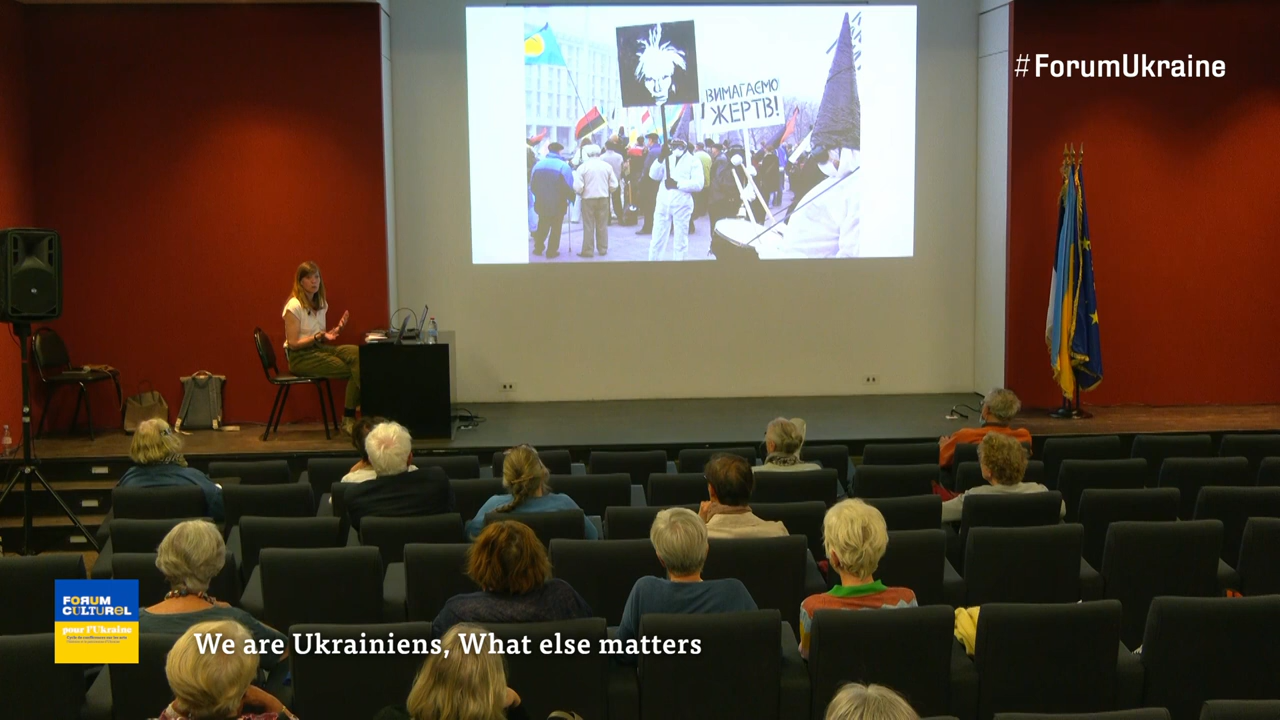 #ForumUkraine
ВИМАГАЄМО
ЖЕРТВ!
FORUM
CULTUREL
pour l'Ukraine
We are Ukrainiens, What else matters